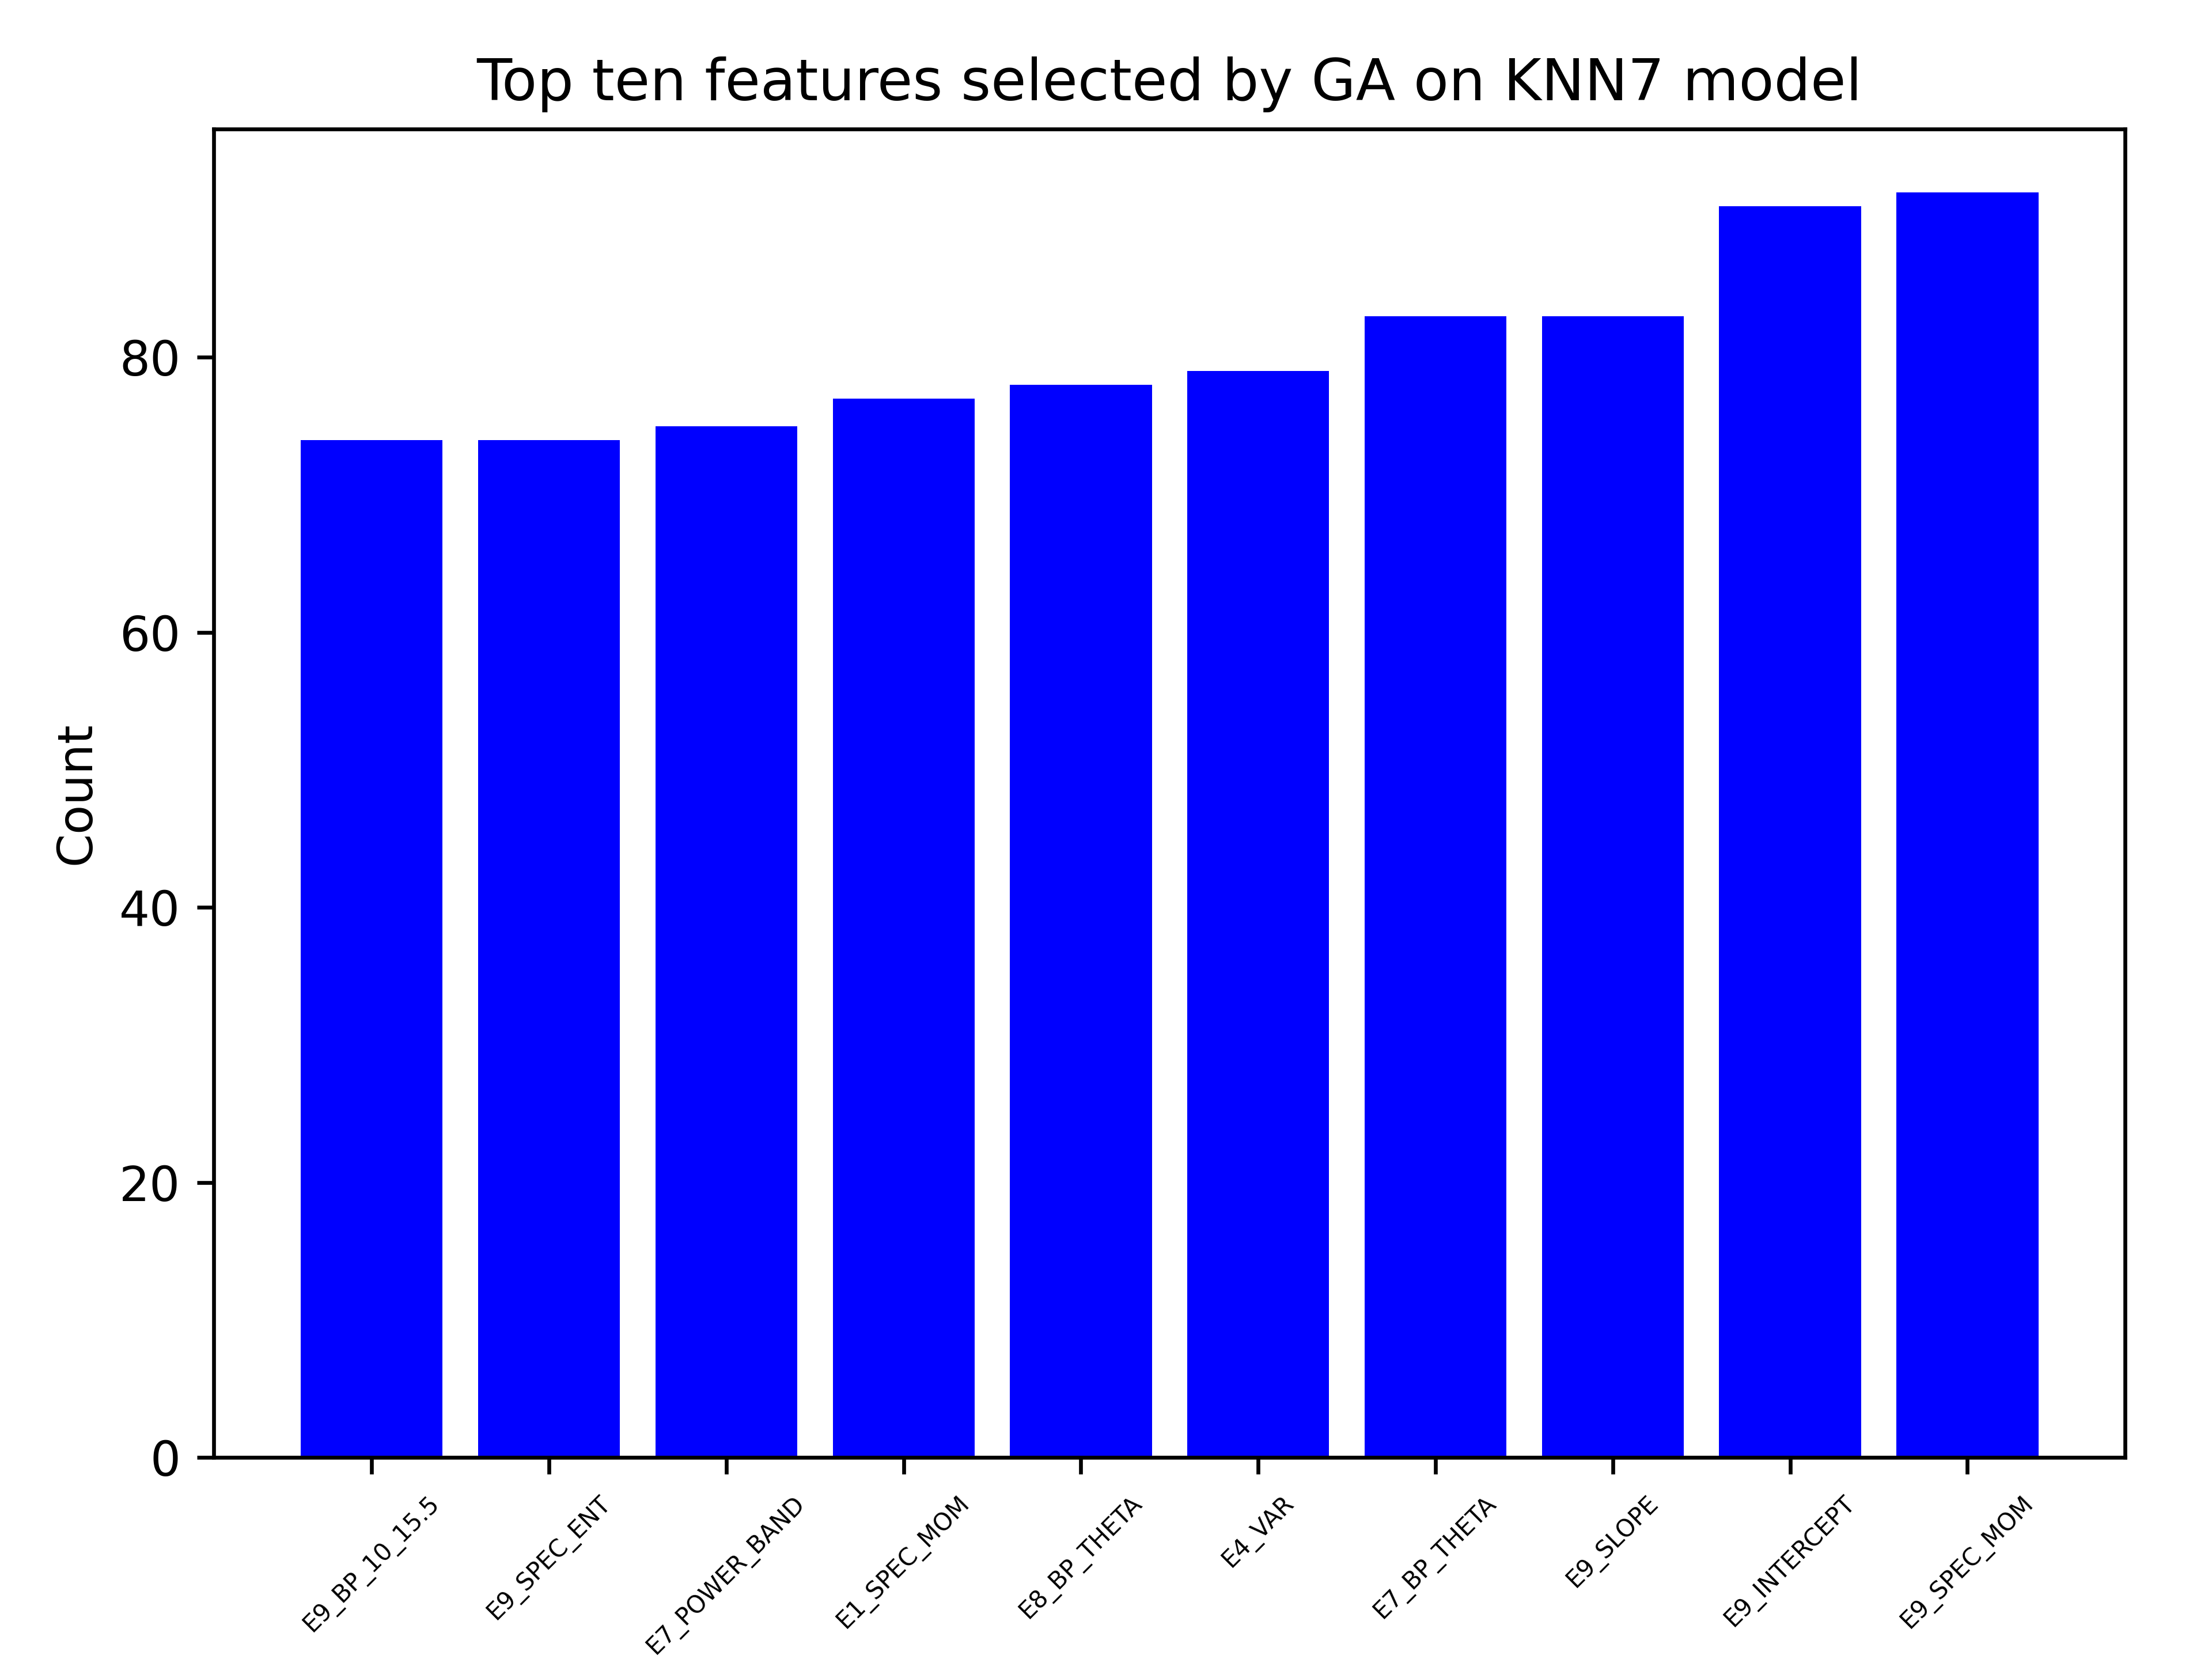 Top ten features selected by GA on KNN7 model
Count
80
60
40
20
0
E9_BP_10_15.5
E9_SPEC_ENT
E7_POWER_BAND
E1_SPEC_MOM
E8_BP_THETA
E4_VAR
E7_BP_THETA
E9_SLOPE
E9_INTERCEPT
E9_SPEC_MOM